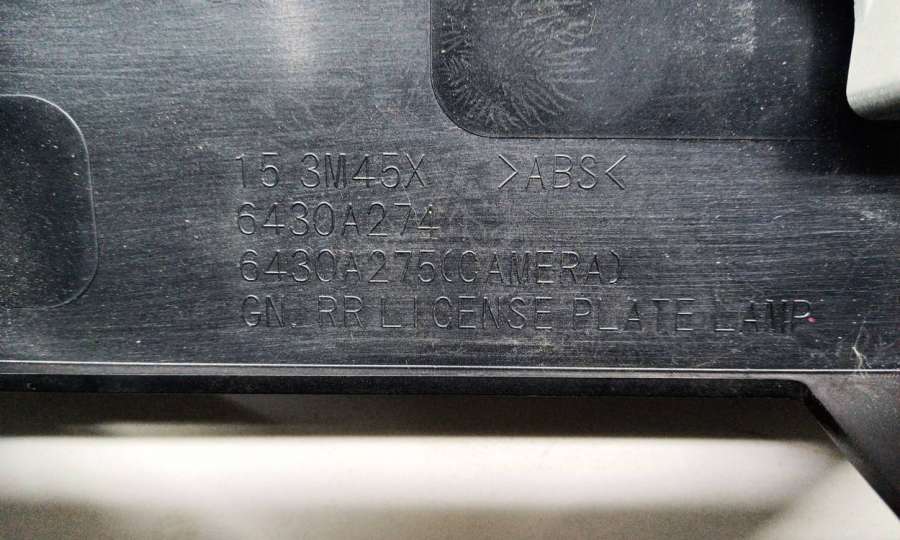 15 3M45X >ABS<
6430A274
6430A275(CAMERA)
GN. RR LICENSE PLATE LAMP